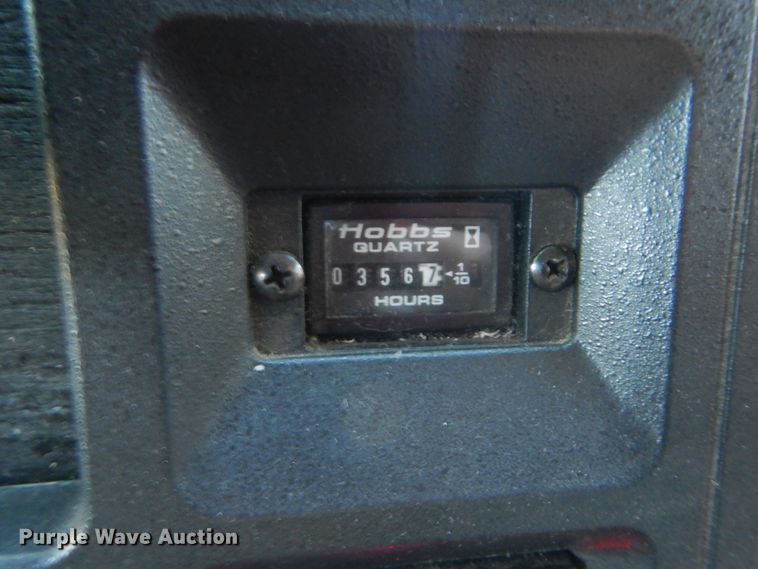 Hobbs
QUARTZ
0 3 5 6 7 ◄ 1/10
HOURS
Purple Wave Auction®